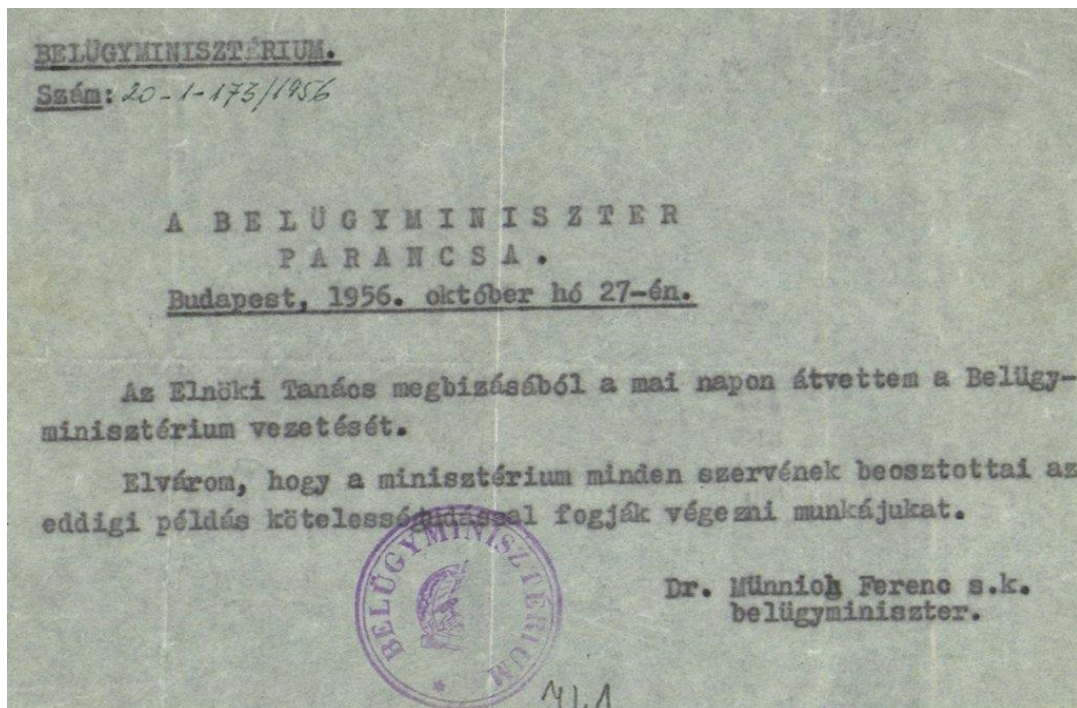 BELÜGYMINISZTÉRIUM.
Szám: 20-1-173/1956
A BELÜGYMINISZTER
PARANCSA.
Budapest, 1956. október hó 27-én.
Az Elnöki Tanács megbizásából a mai napon átvettem a Belügy-
minisztérium vezetését.
Elvárom, hogy a minisztérium minden szervének beosztottai az
eddigi példás kötelességtudással fogják végezni munkájukat.
BELÜGYMINISZTÉRIUM
Dr. Münnich Ferenc s.k.
belügyminiszter.